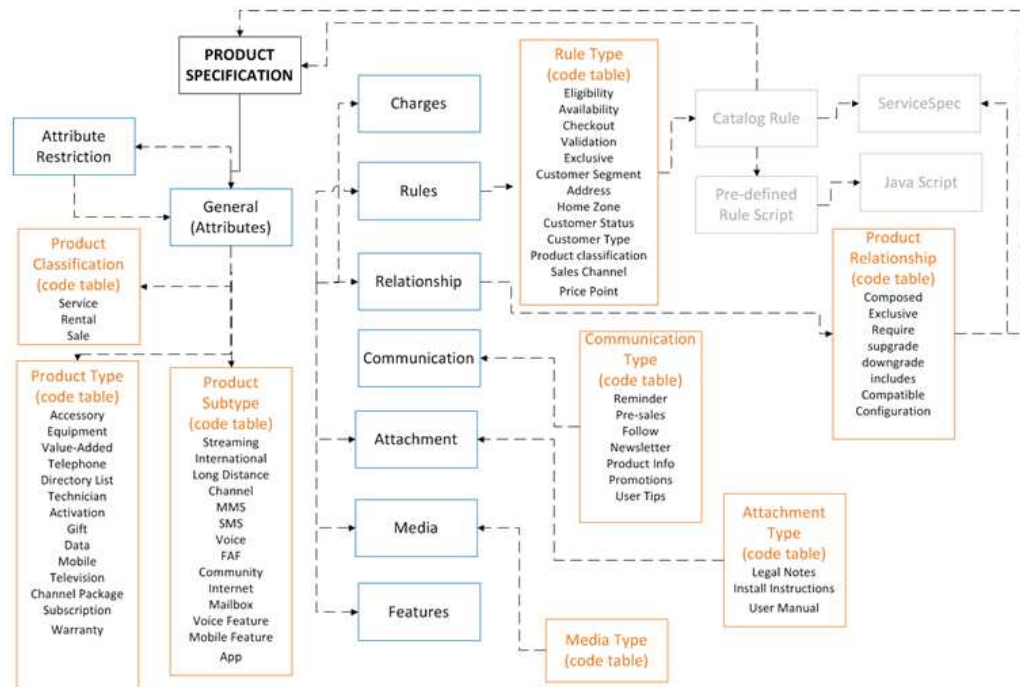 PRODUCT
SPECIFICATION
Attribute
Restriction
General
(Attributes)
Product
Classification
(code table)
Service
Rental
Sale
Product Type
(code table)
Accessory
Equipment
Value-Added
Telephone
Directory List
Technician
Activation
Gift
Data
Mobile
Television
Channel Package
Subscription
Warranty
Product
Subtype
(code table)
Streaming
International
Long Distance
Channel
MMS
SMS
Voice
FAF
Community
Internet
Mailbox
Voice Feature
Mobile Feature
App
Charges
Rules
Relationship
Communication
Attachment
Media
Features
Rule Type
(code table)
Eligibility
Availability
Checkout
Validation
Exclusive
Customer Segment
Address
Home Zone
Customer Status
Customer Type
Product classification
Sales Channel
Price Point
Catalog Rule
ServiceSpec
Pre-defined
Rule Script
Java Script
Product
Relationship
(code table)
Composed
Exclusive
Require
supgrade
downgrade
includes
Compatible
Configuration
Communication
Type
(code table)
Reminder
Pre-sales
Follow
Newsletter
Product Info
Promotions
User Tips
Attachment
Type
(code table)
Legal Notes
Install Instructions
User Manual
Media Type
(code table)